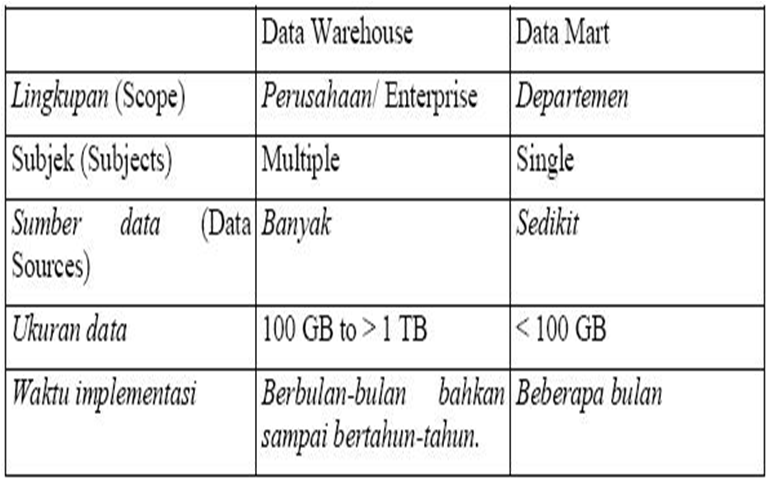 Data Warehouse Data Mart
Lingkupan (Scope) Perusahaan/ Enterprise Departemen
Subjek (Subjects) Multiple Single
Sumber data (Data Banyak Sedikit
Sources)
Ukuran data 100 GB to > 1 TB < 100 GB
Waktu implementasi Berbulan-bulan bahkan Beberapa bulan
sampai bertahun-tahun.